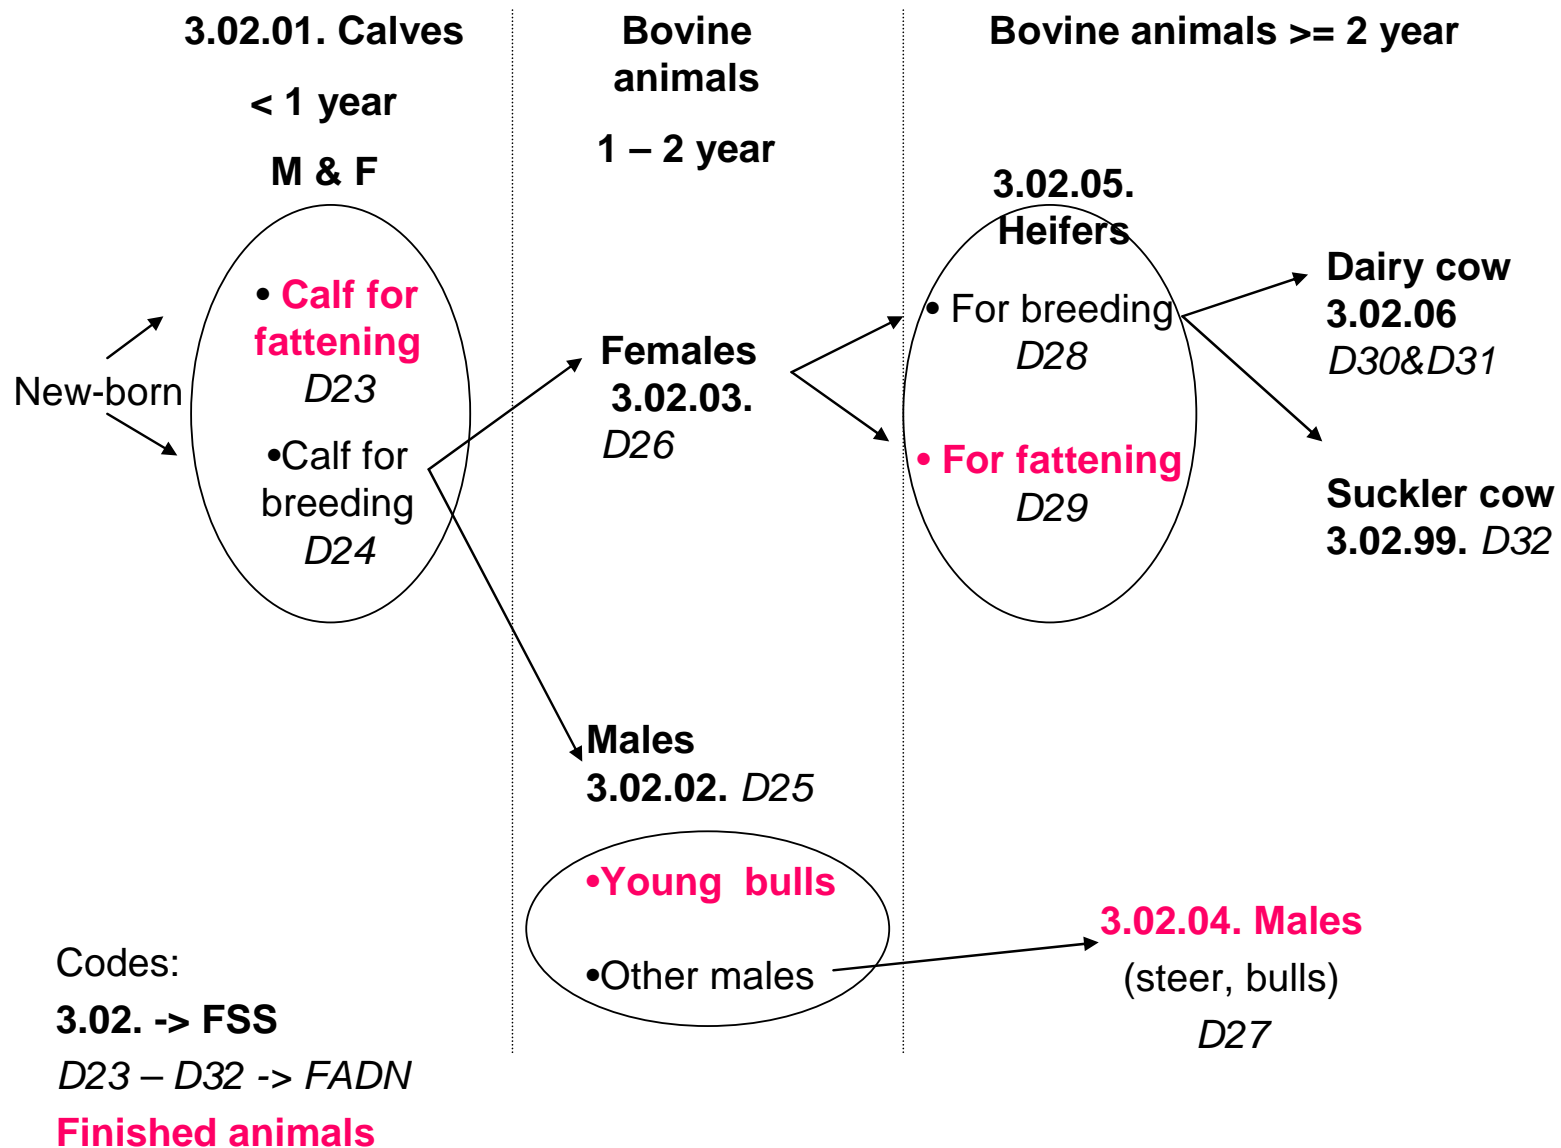 3.02.01. Calves
< 1 year
M & F
Bovine
animals
1 – 2 year
Bovine animals >= 2 year
New-born
• Calf for
fattening
D23
•Calf for
breeding
D24
Females
3.02.03.
D26
3.02.05.
Heifers
• For breeding
D28
• For fattening
D29
Dairy cow
3.02.06
D30&D31
Suckler cow
3.02.99. D32
Males
3.02.02. D25
•Young bulls
•Other males
3.02.04. Males
(steer, bulls)
D27
Codes:
3.02. -> FSS
D23 – D32 -> FADN
Finished animals